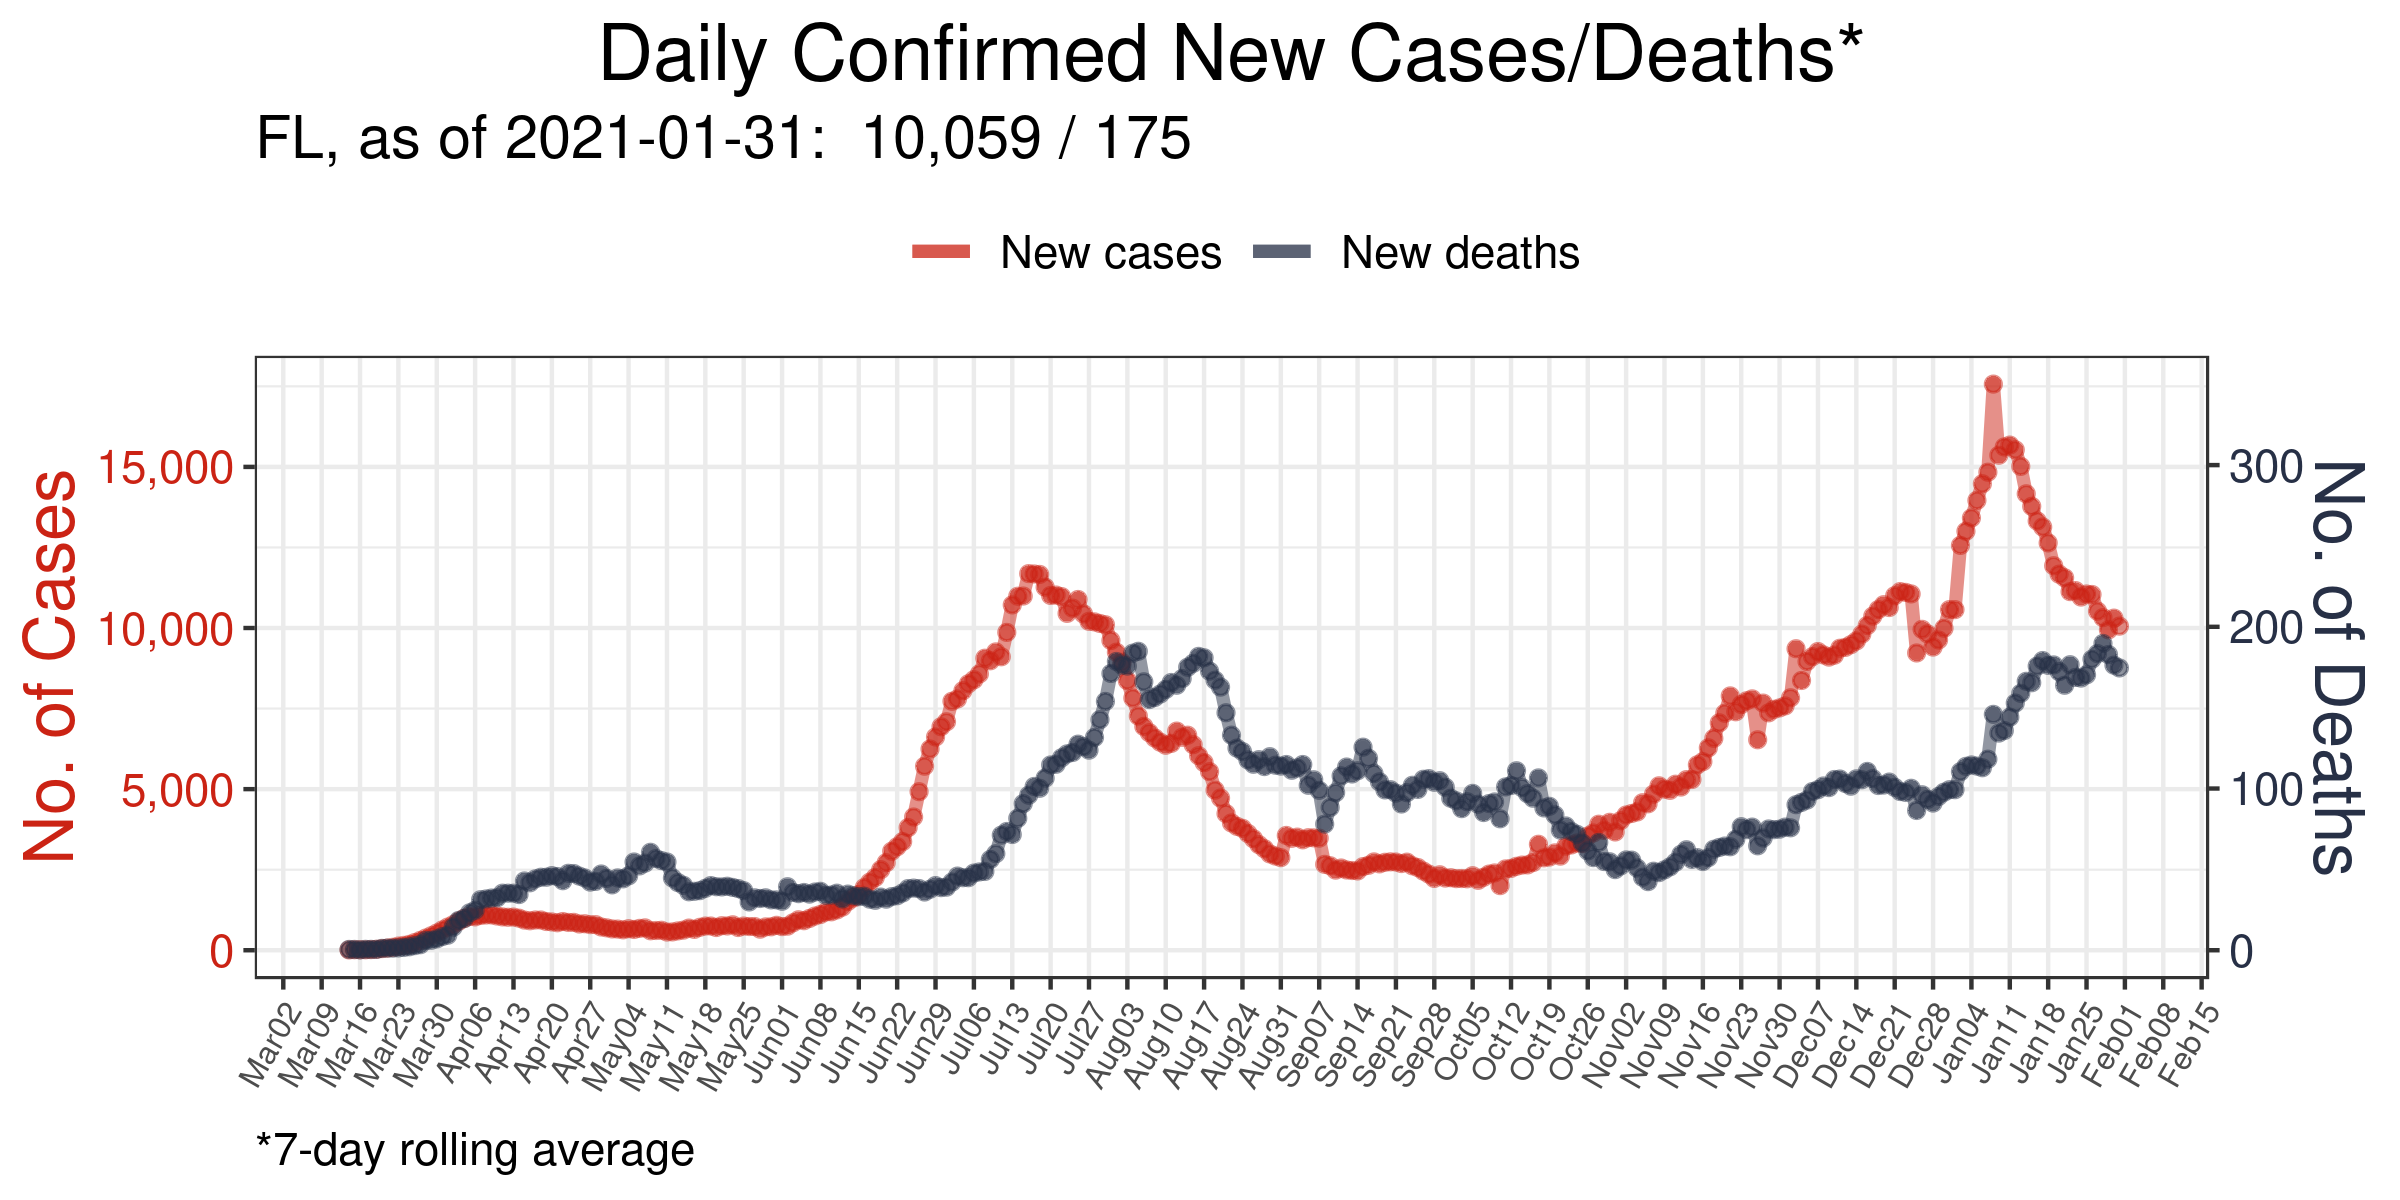 Daily Confirmed New Cases/Deaths*
FL, as of 2021-01-31:  10,059 / 175
New cases New deaths
No. of Cases
15,000
10,000
5,000
0
300
200
100
0
No. of Deaths
Mar02 Mar09 Mar16 Mar23 Mar30 Apr06 Apr13 Apr20 Apr27 May04 May11 May18 May25 Jun01 Jun08 Jun15 Jun22 Jun29 Jul06 Jul13 Jul20 Jul27 Aug03 Aug10 Aug17 Aug24 Aug31 Sep07 Sep14 Sep21 Sep28 Oct05 Oct12 Oct19 Oct26 Nov02 Nov09 Nov16 Nov23 Nov30 Dec07 Dec14 Dec21 Dec28 Jan04 Jan11 Jan18 Jan25 Feb01 Feb08 Feb15
*7-day rolling average